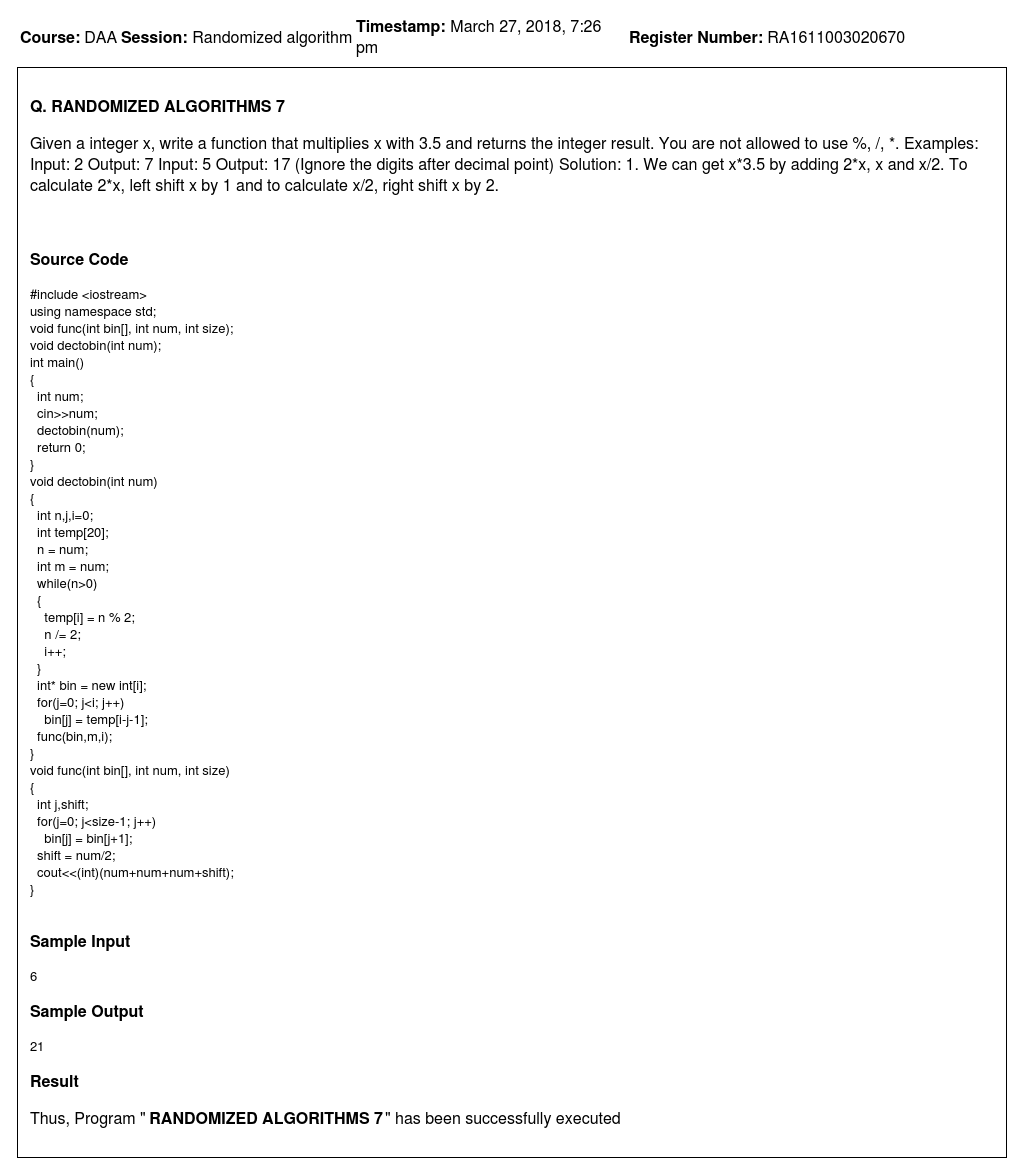 Course: DAA Session: Randomized algorithm Timestamp: March 27, 2018, 7:26 pm Register Number: RA1611003020670
Q. RANDOMIZED ALGORITHMS 7
Given a integer x, write a function that multiplies x with 3.5 and returns the integer result. You are not allowed to use %, /, *. Examples:
Input: 2 Output: 7 Input: 5 Output: 17 (Ignore the digits after decimal point) Solution: 1. We can get x*3.5 by adding 2*x, x and x/2. To
calculate 2*x, left shift x by 1 and to calculate x/2, right shift x by 2.
Source Code
#include <iostream>
using namespace std;
void func(int bin[], int num, int size);
void dectobin(int num);
int main()
{
  int num;
  cin>>num;
  dectobin(num);
  return 0;
}
void dectobin(int num)
{
  int n,j,i=0;
  int temp[20];
  n = num;
  int m = num;
  while(n>0)
  {
    temp[i] = n % 2;
    n /= 2;
    i++;
  }
  int* bin = new int[i];
  for(j=0; j<i; j++)
    bin[j] = temp[i-j-1];
  func(bin,m,i);
}
void func(int bin[], int num, int size)
{
  int j,shift;
  for(j=0; j<size-1; j++)
    bin[j] = bin[j+1];
  shift = num/2;
  cout<<(int)(num+num+num+shift);
}
Sample Input
6
Sample Output
21
Result
Thus, Program " RANDOMIZED ALGORITHMS 7" has been successfully executed